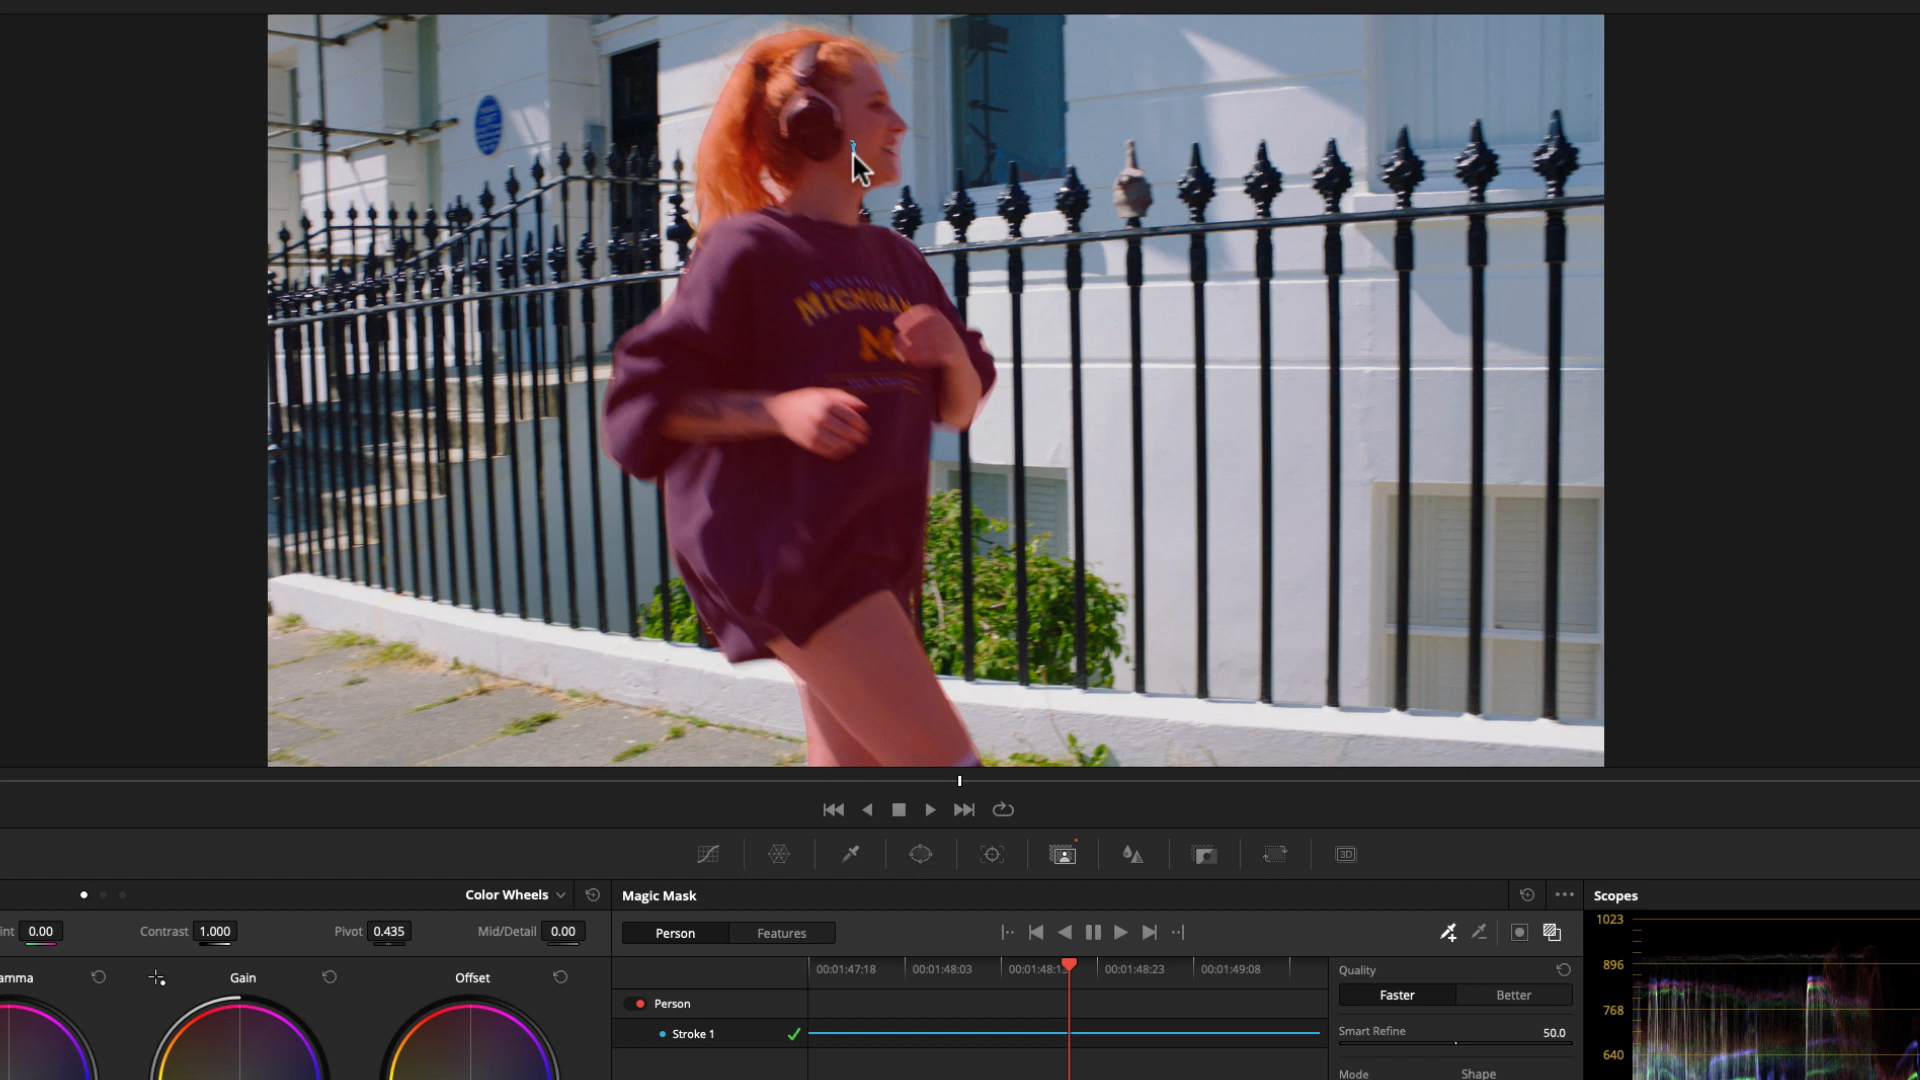 MICHIGAN
M
3D
Color Wheels
Magic Mask
Scopes
int 0.00 Contrast 1.000 Pivot 0.435 Mid/Detail 0.00
Person Features
1023
amma Gain Offset
00:01:47:18 00:01:48:03 00:01:48:1 00:01:48:23 00:01:49:08
Quality
896
Faster Better
Person
768
Stroke 1
Smart Refine 50.0
640
Mode Shape